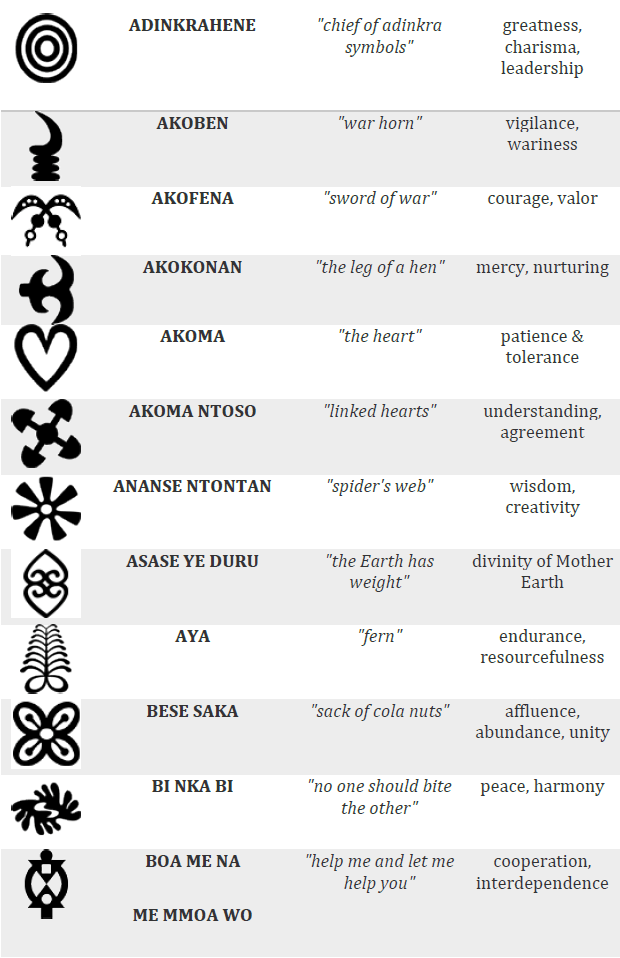 ADINKRAHENE "chief of adinkra greatness,
symbols" charisma,
leadership
AKOBEN "war horn" vigilance,
wariness
AKOFENA "sword of war" courage, valor
AKOKONAN "the leg of a hen" mercy, nurturing
AKOMA "the heart" patience &
tolerance
AKOMA NTOSO "linked hearts" understanding,
agreement
ANANSE NTONTAN "spider's web" wisdom,
creativity
ASASE YE DURU "the Earth has divinity of Mother
weight" Earth
AYA "fern" endurance,
resourcefulness
BESE SAKA "sack of cola nuts" affluence,
abundance, unity
BI NKA BI "no one should bite peace, harmony
the other"
BOA ME NA "help me and let me cooperation,
help you" interdependence
ME MMOA WO